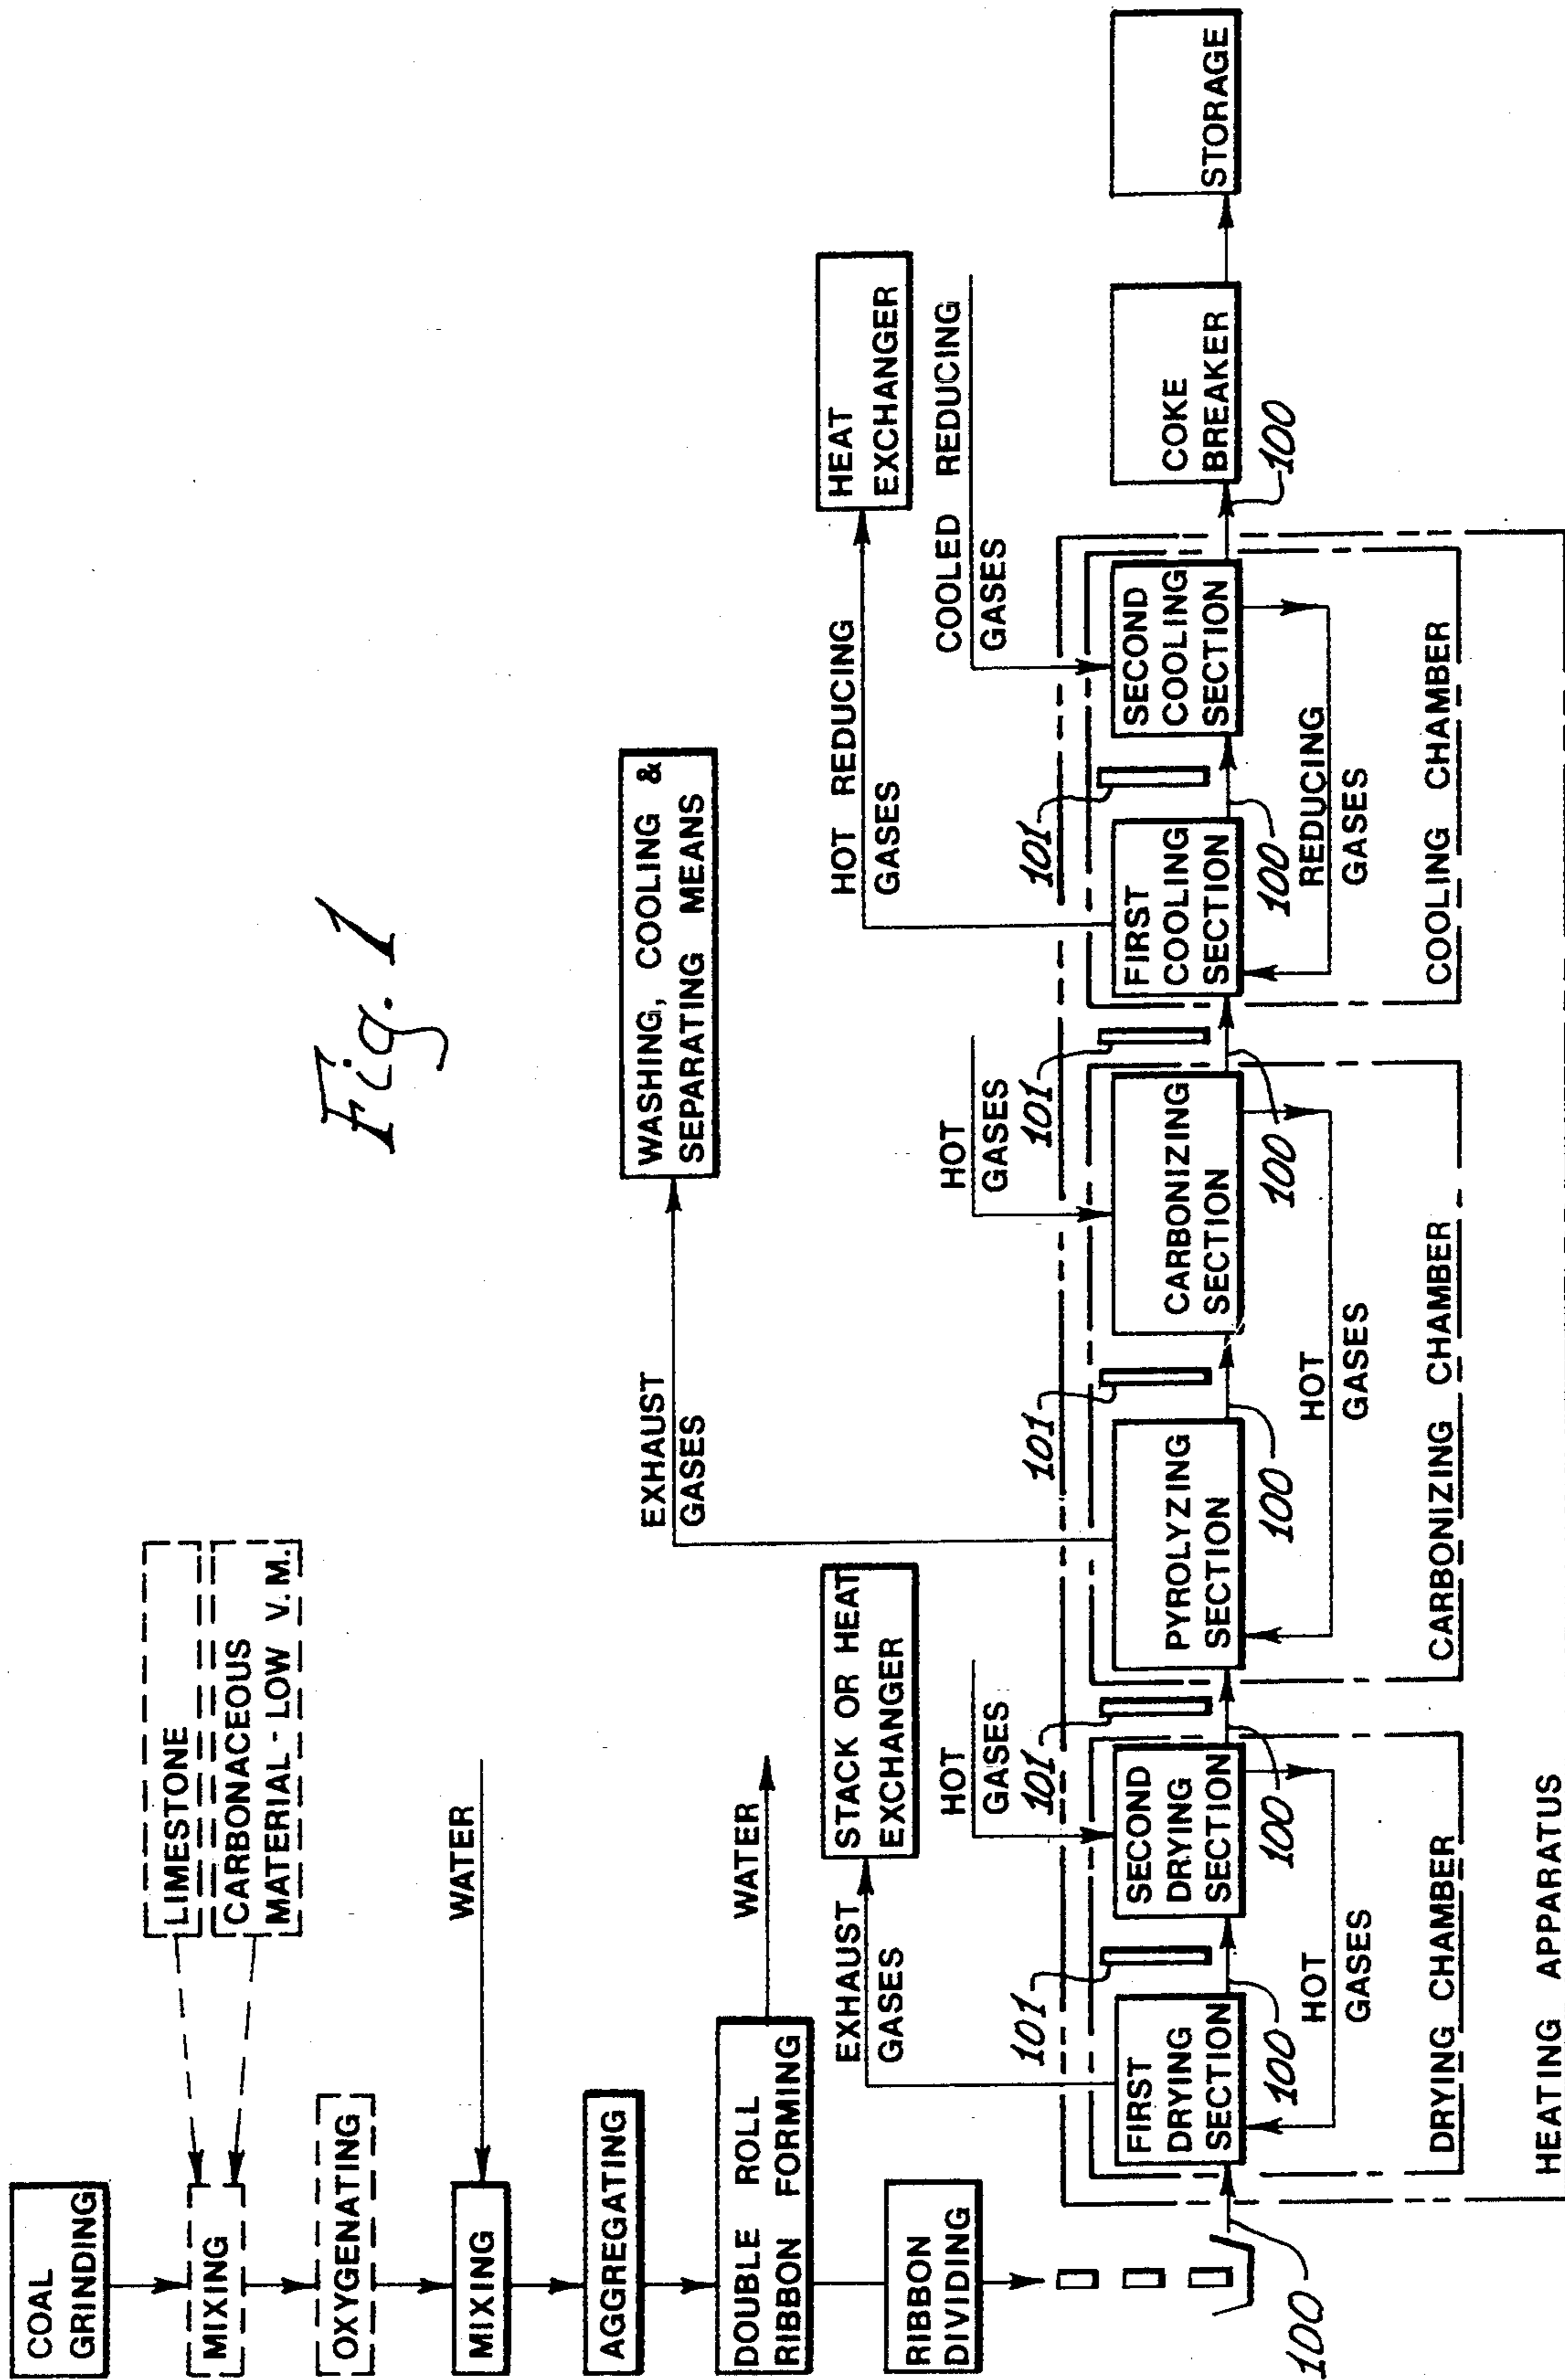 Fig. 1
COAL
GRINDING
LIMESTONE
CARBONACEOUS
MATERIAL - LOW V.M.
MIXING
OXYGENATING
WATER
MIXING
AGGREGATING
DOUBLE ROLL
RIBBON FORMING
WATER
RIBBON
DIVIDING
100
EXHAUST
GASES
STACK OR HEAT
EXCHANGER
HOT
GASES
101
101
FIRST
DRYING
SECTION
100
SECOND
DRYING
SECTION
100
HOT
GASES
DRYING CHAMBER
EXHAUST
GASES
WASHING, COOLING &
SEPARATING MEANS
HOT
GASES
101
101
PYROLYZING
SECTION
100
CARBONIZING
SECTION
100
HOT
GASES
CARBONIZING CHAMBER
HOT REDUCING
GASES
HEAT
EXCHANGER
COOLED REDUCING
GASES
101
FIRST
COOLING
SECTION
100
SECOND
COOLING
SECTION
REDUCING
GASES
COOLING CHAMBER
COKE
BREAKER
100
STORAGE
HEATING APPARATUS